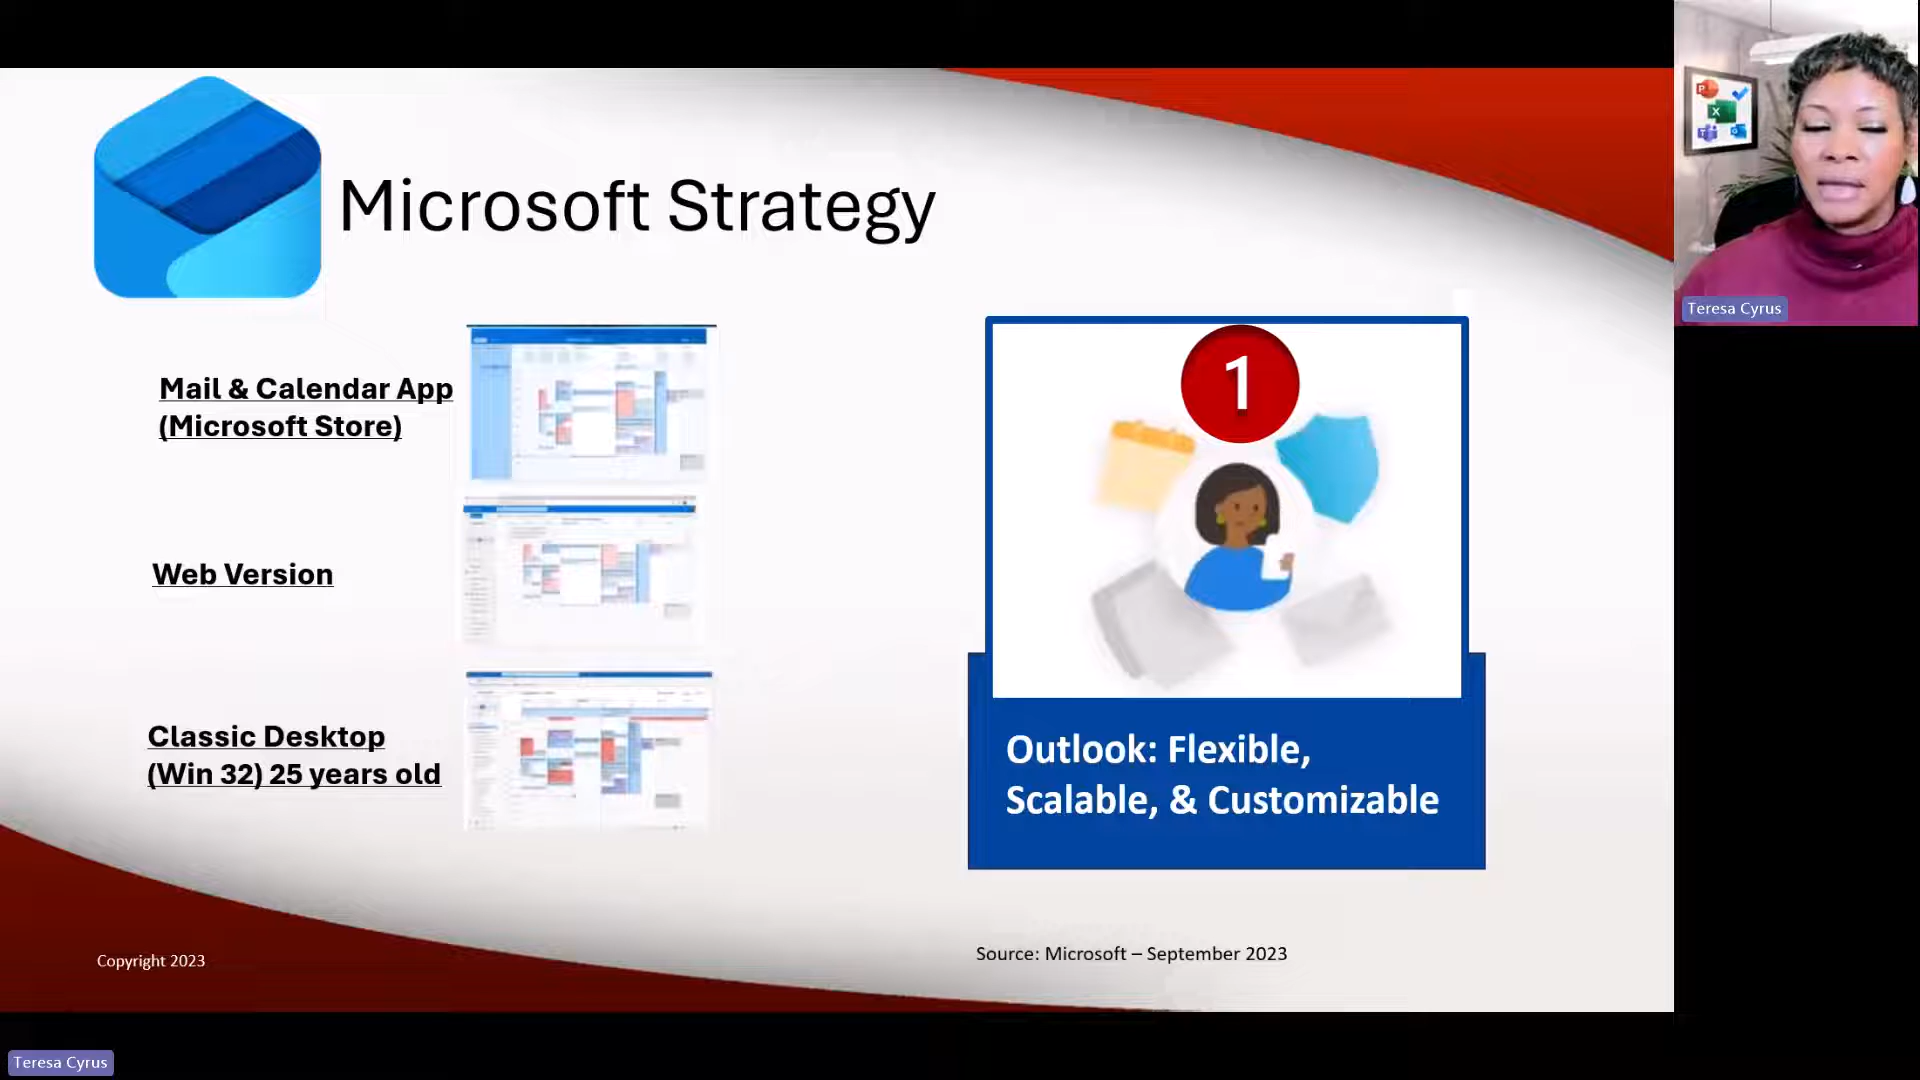 Microsoft Strategy
Mail & Calendar App
(Microsoft Store)
Web Version
Classic Desktop
(Win 32) 25 years old
1
Outlook: Flexible,
Scalable, & Customizable
Source: Microsoft – September 2023
Copyright 2023
Teresa Cyrus
P
X
Teresa Cyrus